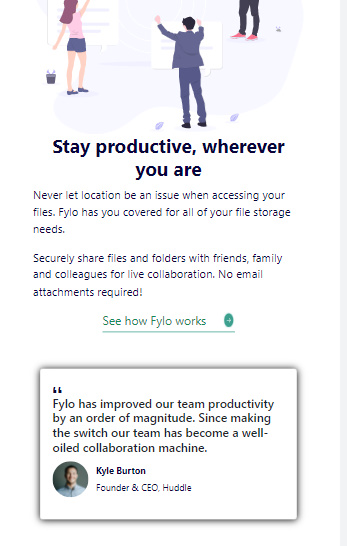 Stay productive, wherever
you are
Never let location be an issue when accessing your
files. Fylo has you covered for all of your file storage
needs.
Securely share files and folders with friends, family
and colleagues for live collaboration. No email
attachments required!
See how Fylo works
“
Fylo has improved our team productivity
by an order of magnitude. Since making
the switch our team has become a well-
oiled collaboration machine.
Kyle Burton
Founder & CEO, Huddle